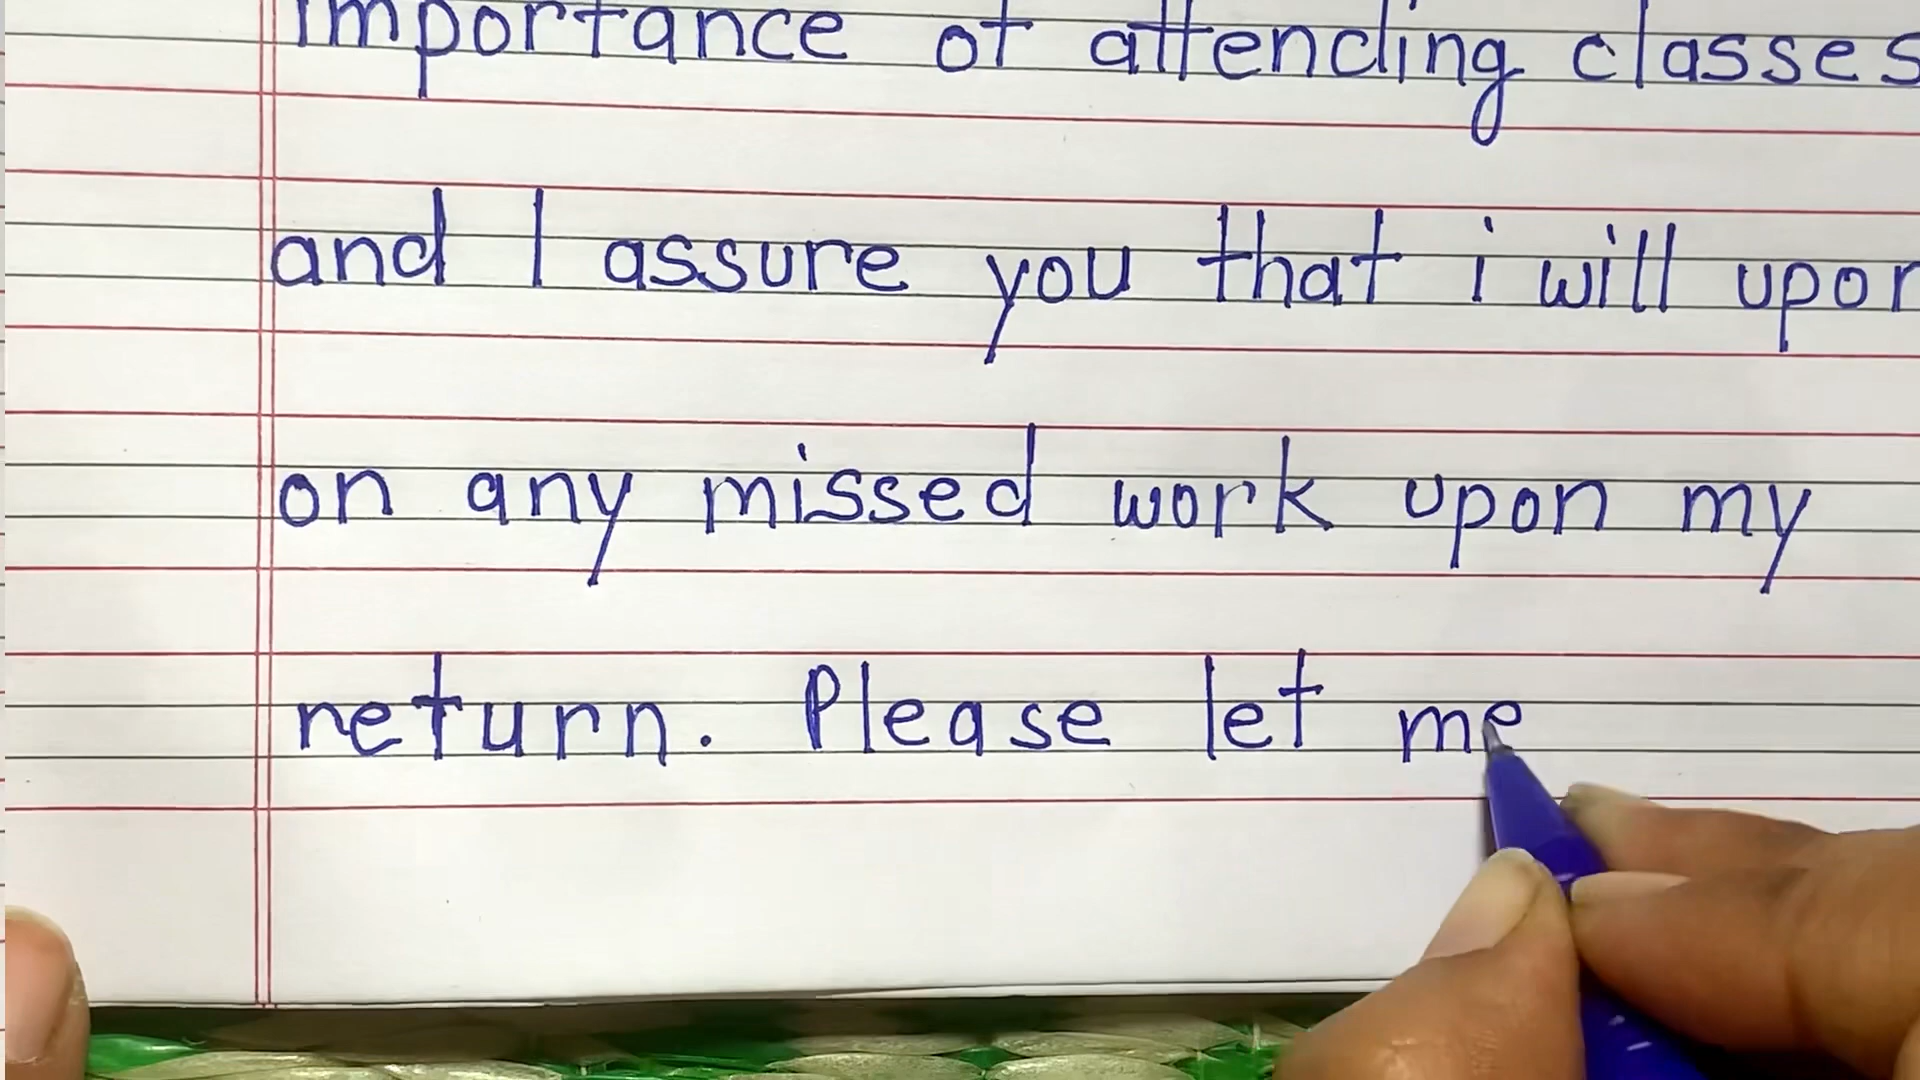 importance of attending classes
and I assure you that i will upon
on any missed work upon my
return. Please let me